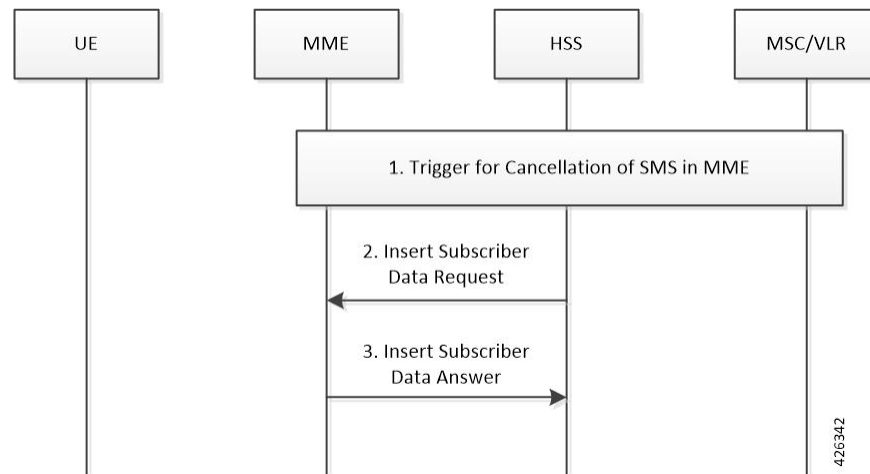 UE
MME
HSS
MSC/VLR
1. Trigger for Cancellation of SMS in MME
2. Insert Subscriber
Data Request
3. Insert Subscriber
Data Answer
426342